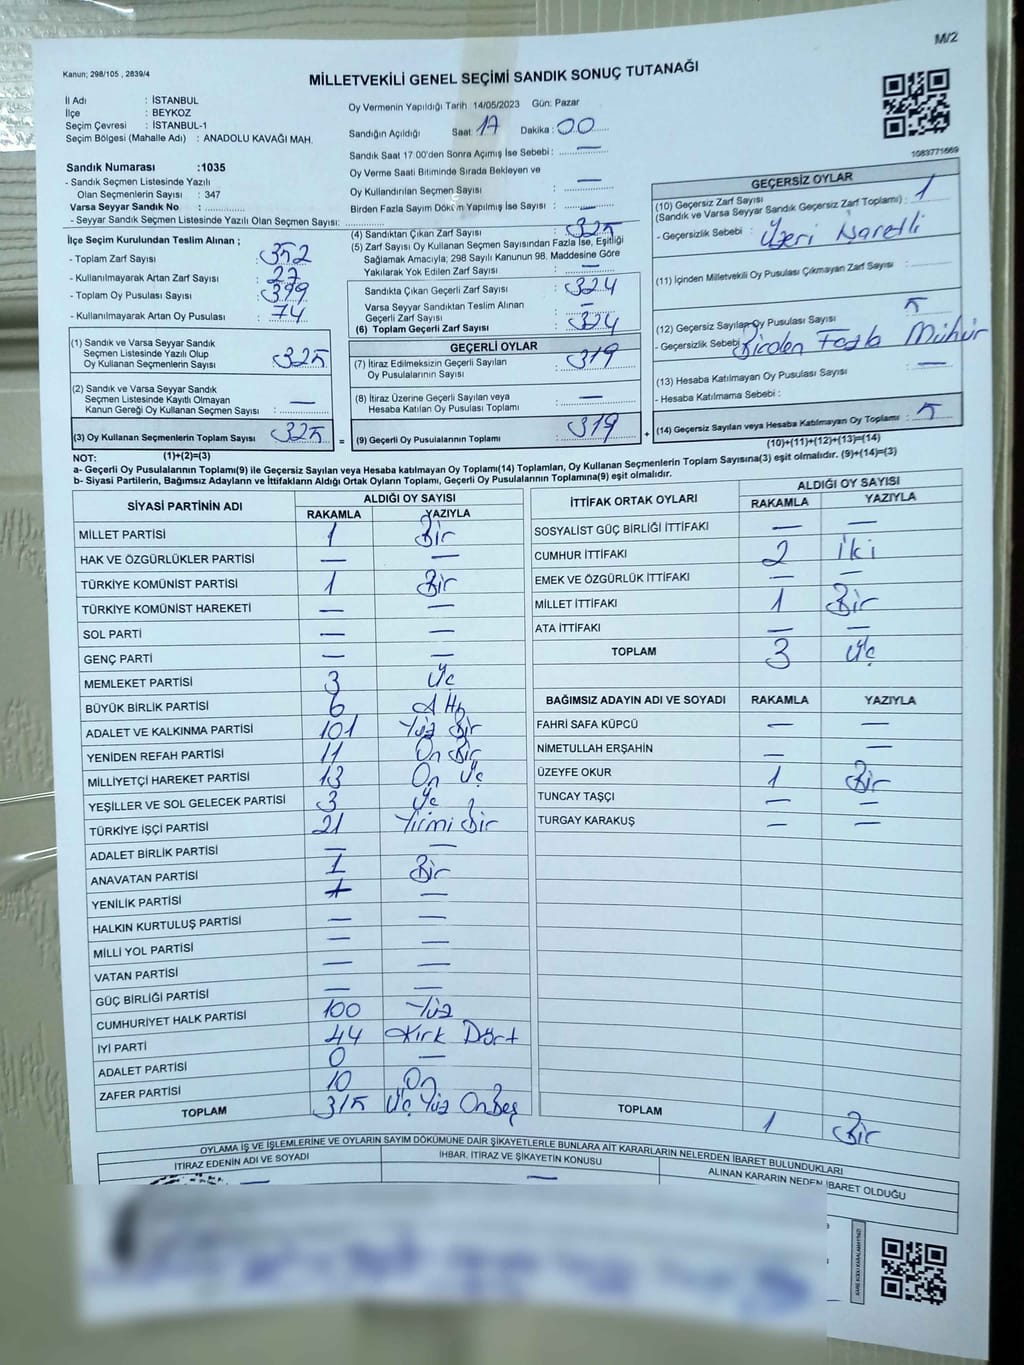 M/2
Kanun; 298/105 , 2839/4
MİLLETVEKİLİ GENEL SEÇİMİ SANDIK SONUÇ TUTANAĞI
İl Adı : İSTANBUL
İlçe : BEYKOZ
Seçim Çevresi : İSTANBUL-1
Seçim Bölgesi (Mahalle Adı) : ANADOLU KAVAĞI MAH.
Sandık Numarası :1035
- Sandık Seçmen Listesinde Yazılı
Olan Seçmenlerin Sayısı : 347
Varsa Seyyar Sandık No :
- Seyyar Sandık Seçmen Listesinde Yazılı Olan Seçmen Sayısı:
Oy Vermenin Yapıldığı Tarih 14/05/2023 Gün: Pazar
Sandığın Açıldığı Saat: 17 Dakika: 00
Sandık Saat 17:00'den Sonra Açılmış İse Sebebi : —
Oy Verme Saati Bitiminde Sırada Bekleyen ve
Oy Kullandırılan Seçmen Sayısı : —
Birden Fazla Sayım Döküm Yapılmış İse Sayısı : —
1083771669
İlçe Seçim Kurulundan Teslim Alınan ;
- Toplam Zarf Sayısı : 352
- Kullanılmayarak Artan Zarf Sayısı : 27
- Toplam Oy Pusulası Sayısı : 399
- Kullanılmayarak Artan Oy Pusulası : 74
(4) Sandıktan Çıkan Zarf Sayısı : 325
(5) Zarf Sayısı Oy Kullanan Seçmen Sayısından Fazla İse, Eşitliği
Sağlamak Amacıyla; 298 Sayılı Kanunun 98. Maddesine Göre
Yakılarak Yok Edilen Zarf Sayısı : —
Sandıkta Çıkan Geçerli Zarf Sayısı : 324
Varsa Seyyar Sandıktan Teslim Alınan
Geçerli Zarf Sayısı : —
(6) Toplam Geçerli Zarf Sayısı : 324
GEÇERSİZ OYLAR
(10) Geçersiz Zarf Sayısı
(Sandık ve Varsa Seyyar Sandık Geçersiz Zarf Toplamı) : 1
- Geçersizlik Sebebi : Üzeri İşaretli
(11) İçinden Milletvekili Oy Pusulası Çıkmayan Zarf Sayısı :
(12) Geçersiz Sayılan Oy Pusulası Sayısı 5
- Geçersizlik Sebebi : Birden Fazla Mühür
(13) Hesaba Katılmayan Oy Pusulası Sayısı : —
- Hesaba Katılmama Sebebi :
(14) Geçersiz Sayılan veya Hesaba Katılmayan Oy Toplamı : 5
(10)+(11)+(12)+(13)=(14)
(1) Sandık ve Varsa Seyyar Sandık
Seçmen Listesinde Yazılı Olup
Oy Kullanan Seçmenlerin Sayısı : 325
(2) Sandık ve Varsa Seyyar Sandık
Seçmen Listesinde Kayıtlı Olmayan
Kanun Gereği Oy Kullanan Seçmen Sayısı : —
(3) Oy Kullanan Seçmenlerin Toplam Sayısı : 325 =
(1)+(2)=(3)
GEÇERLİ OYLAR
(7) İtiraz Edilmeksizin Geçerli Sayılan
Oy Pusulalarının Sayısı : 319
(8) İtiraz Üzerine Geçerli Sayılan veya
Hesaba Katılan Oy Pusulası Toplamı : —
(9) Geçerli Oy Pusulalarının Toplamı : 319 +
NOT:
a- Geçerli Oy Pusulalarının Toplamı(9) ile Geçersiz Sayılan veya Hesaba katılmayan Oy Toplamı(14) Toplamları, Oy Kullanan Seçmenlerin Toplam Sayısına(3) eşit olmalıdır. (9)+(14)=(3)
b- Siyasi Partilerin, Bağımsız Adayların ve İttifakların Aldığı Ortak Oyların Toplamı, Geçerli Oy Pusulalarının Toplamına(9) eşit olmalıdır.
SİYASİ PARTİNİN ADI ALDIĞI OY SAYISI
RAKAMLA YAZIYLA
MİLLET PARTİSİ 1 Bir
HAK VE ÖZGÜRLÜKLER PARTİSİ — —
TÜRKİYE KOMÜNİST PARTİSİ 1 Bir
TÜRKİYE KOMÜNİST HAREKETİ — —
SOL PARTİ — —
GENÇ PARTİ — —
MEMLEKET PARTİSİ 3 Üç
BÜYÜK BİRLİK PARTİSİ 6 Altı
ADALET VE KALKINMA PARTİSİ 101 Yüz Bir
YENİDEN REFAH PARTİSİ 11 On Bir
MİLLİYETÇİ HAREKET PARTİSİ 13 On Üç
YEŞİLLER VE SOL GELECEK PARTİSİ 3 Üç
TÜRKİYE İŞÇİ PARTİSİ 21 Yirmi Bir
ADALET BİRLİK PARTİSİ — —
ANAVATAN PARTİSİ 1 Bir
YENİLİK PARTİSİ —
HALKIN KURTULUŞ PARTİSİ — —
MİLLİ YOL PARTİSİ — —
VATAN PARTİSİ — —
GÜÇ BİRLİĞİ PARTİSİ — —
CUMHURİYET HALK PARTİSİ 100 Yüz
İYİ PARTİ 44 Kırk Dört
ADALET PARTİSİ 0 —
ZAFER PARTİSİ 10 On
TOPLAM 315 Üç Yüz On Beş
İTTİFAK ORTAK OYLARI ALDIĞI OY SAYISI
RAKAMLA YAZIYLA
SOSYALİST GÜÇ BİRLİĞİ İTTİFAKI — —
CUMHUR İTTİFAKI 2 İki
EMEK VE ÖZGÜRLÜK İTTİFAKI — —
MİLLET İTTİFAKI 1 Bir
ATA İTTİFAKI — —
TOPLAM 3 Üç
BAĞIMSIZ ADAYIN ADI VE SOYADI RAKAMLA YAZIYLA
FAHRİ SAFA KÜPCÜ — —
NİMETULLAH ERŞAHİN — —
ÜZEYFE OKUR 1 Bir
TUNCAY TAŞÇI — —
TURGAY KARAKUŞ — —
TOPLAM 1 Bir
OYLAMA İŞ VE İŞLEMLERİNE VE OYLARIN SAYIM DÖKÜMÜNE DAİR ŞİKAYETLERLE BUNLARA AİT KARARLARIN NELERDEN İBARET BULUNDUKLARI
İTİRAZ EDENİN ADI VE SOYADI İHBAR, İTİRAZ VE ŞİKAYETİN KONUSU ALINAN KARARIN NEDEN İBARET OLDUĞU
— —